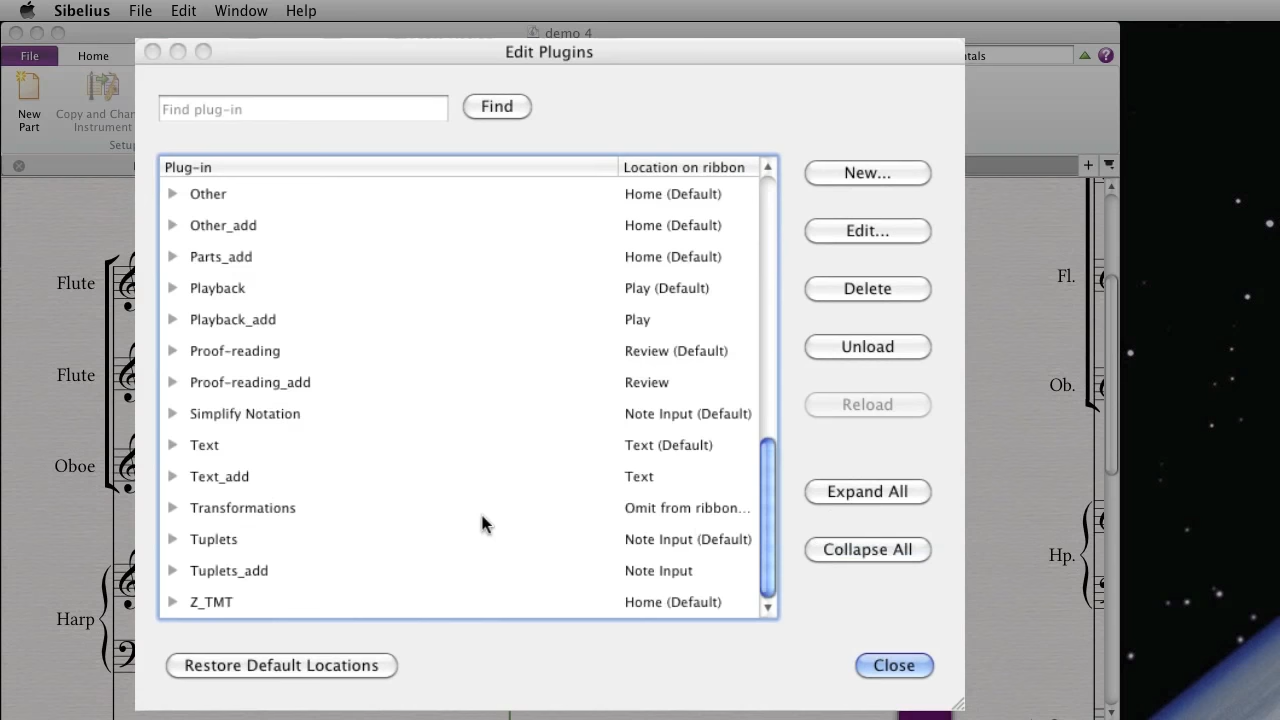 Sibelius File Edit Window Help
demo 4
Edit Plugins
File Home
ntals
New Part
Copy and Chan
Instrument
Setu
Find plug-in Find
Plug-in Location on ribbon
Other Home (Default)
Other_add Home (Default)
Parts_add Home (Default)
Playback Play (Default)
Playback_add Play
Proof-reading Review (Default)
Proof-reading_add Review
Simplify Notation Note Input (Default)
Text Text (Default)
Text_add Text
Transformations Omit from ribbon...
Tuplets Note Input (Default)
Tuplets_add Note Input
Z_TMT Home (Default)
New...
Edit...
Delete
Unload
Reload
Expand All
Collapse All
Restore Default Locations Close
Flute
Flute
Oboe
Harp
Fl.
Ob.
Hp.